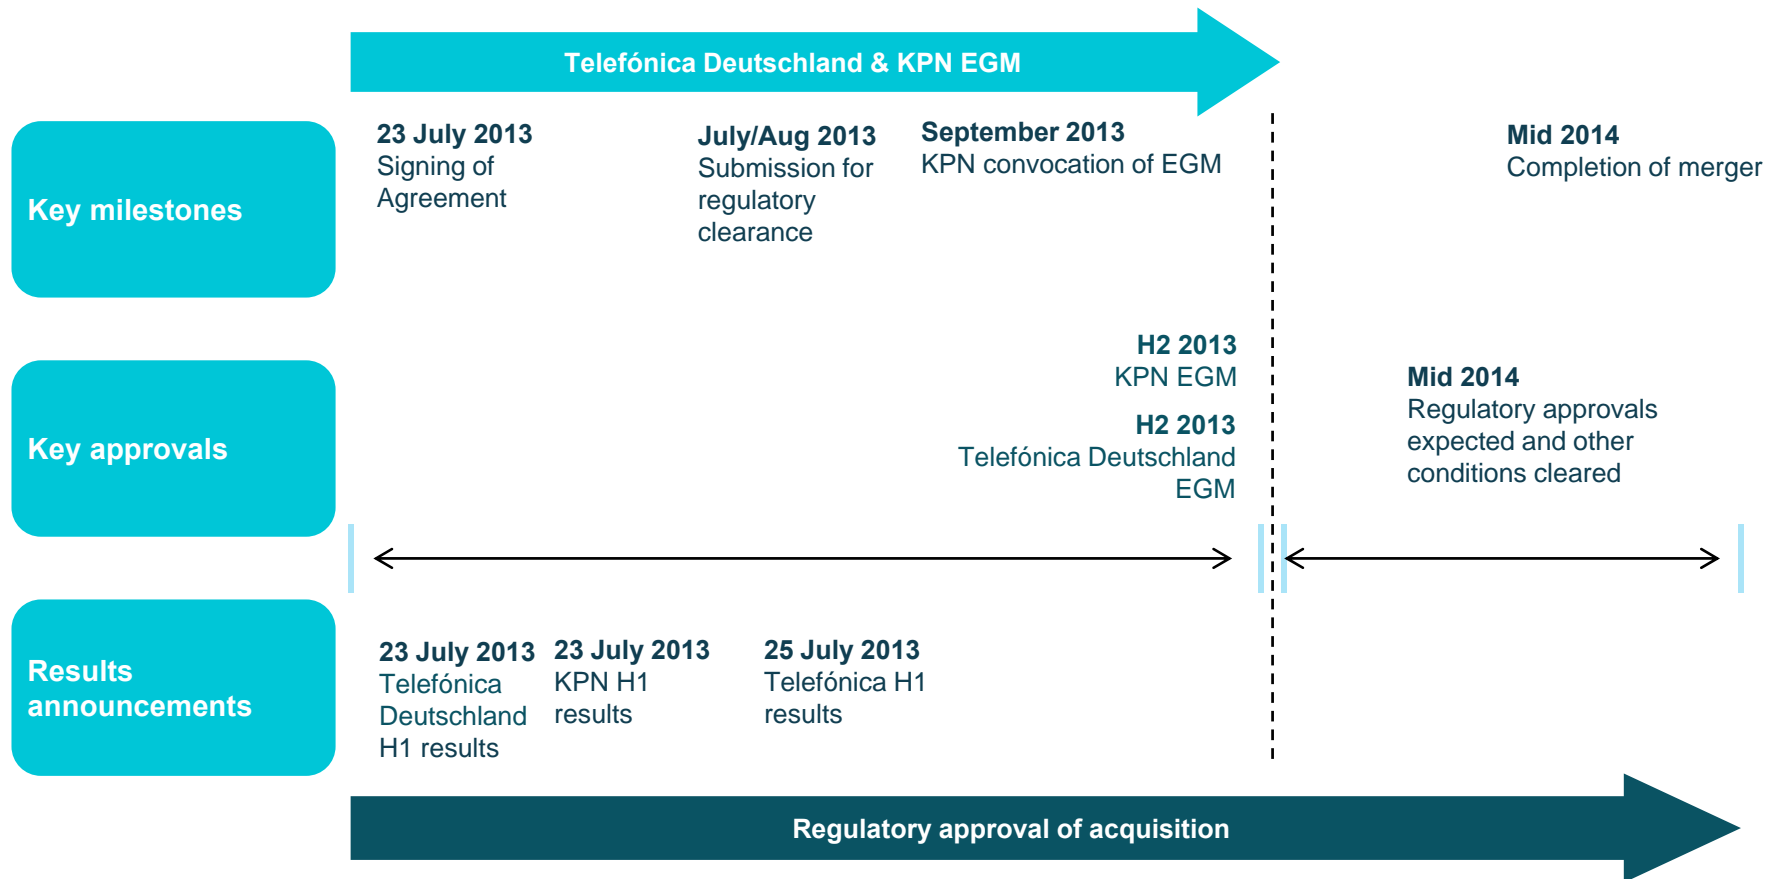 Telefónica Deutschland & KPN EGM
Key milestones
23 July 2013
Signing of
Agreement
July/Aug 2013
Submission for
regulatory
clearance
September 2013
KPN convocation of EGM
Mid 2014
Completion of merger
Key approvals
H2 2013
KPN EGM
H2 2013
Telefónica Deutschland
EGM
Mid 2014
Regulatory approvals
expected and other
conditions cleared
Results
announcements
23 July 2013
Telefónica
Deutschland
H1 results
23 July 2013
KPN H1
results
25 July 2013
Telefónica H1
results
Regulatory approval of acquisition